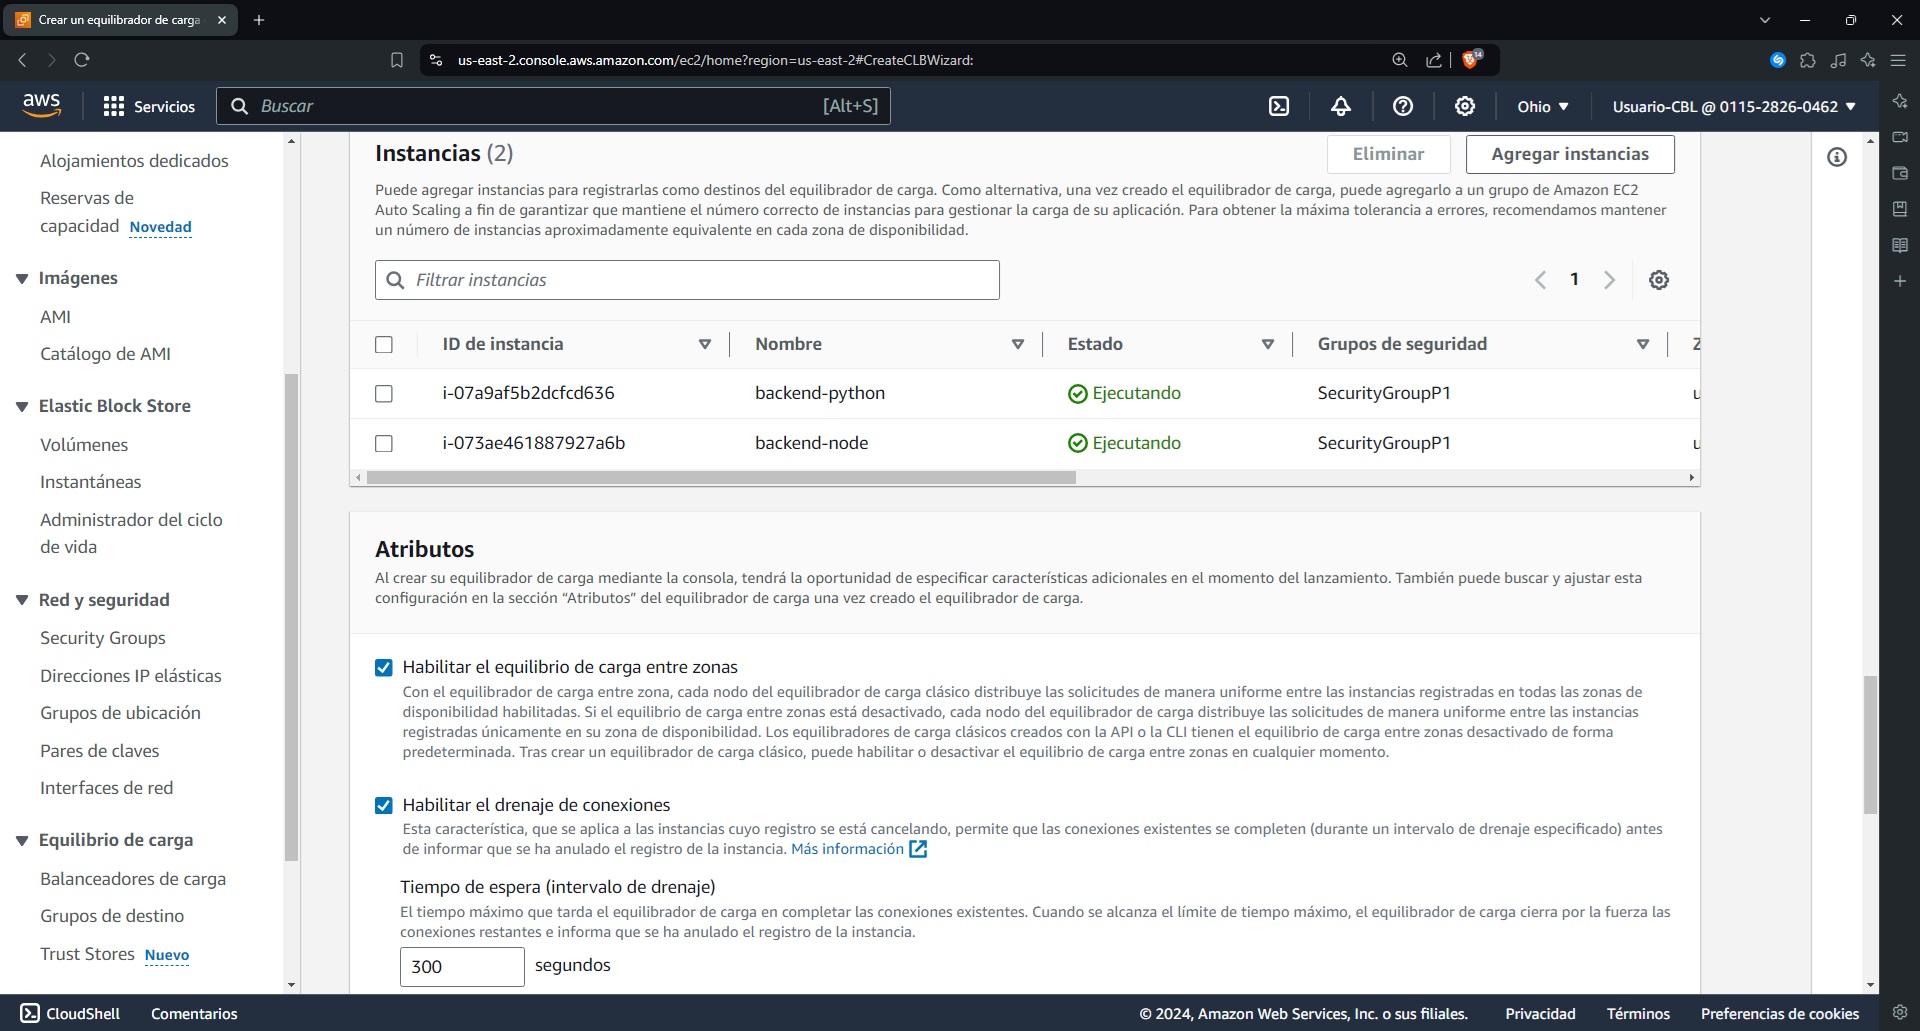 Crear un equilibrador de carga
us-east-2.console.aws.amazon.com/ec2/home?region=us-east-2#CreateCLBWizard:
14
aws
Servicios
Buscar
[Alt+S]
Ohio
Usuario-CBL @ 0115-2826-0462
Alojamientos dedicados
Reservas de
capacidad Novedad
Imágenes
AMI
Catálogo de AMI
Elastic Block Store
Volúmenes
Instantáneas
Administrador del ciclo
de vida
Red y seguridad
Security Groups
Direcciones IP elásticas
Grupos de ubicación
Pares de claves
Interfaces de red
Equilibrio de carga
Balanceadores de carga
Grupos de destino
Trust Stores Nuevo
Instancias (2)
Eliminar
Agregar instancias
Puede agregar instancias para registrarlas como destinos del equilibrador de carga. Como alternativa, una vez creado el equilibrador de carga, puede agregarlo a un grupo de Amazon EC2
Auto Scaling a fin de garantizar que mantiene el número correcto de instancias para gestionar la carga de su aplicación. Para obtener la máxima tolerancia a errores, recomendamos mantener
un número de instancias aproximadamente equivalente en cada zona de disponibilidad.
Filtrar instancias
1
ID de instancia Nombre Estado Grupos de seguridad Z
i-07a9af5b2dcfcd636 backend-python Ejecutando SecurityGroupP1 u
i-073ae461887927a6b backend-node Ejecutando SecurityGroupP1 u
Atributos
Al crear su equilibrador de carga mediante la consola, tendrá la oportunidad de especificar características adicionales en el momento del lanzamiento. También puede buscar y ajustar esta
configuración en la sección “Atributos” del equilibrador de carga una vez creado el equilibrador de carga.
Habilitar el equilibrio de carga entre zonas
Con el equilibrador de carga entre zona, cada nodo del equilibrador de carga clásico distribuye las solicitudes de manera uniforme entre las instancias registradas en todas las zonas de
disponibilidad habilitadas. Si el equilibrio de carga entre zonas está desactivado, cada nodo del equilibrador de carga distribuye las solicitudes de manera uniforme entre las instancias
registradas únicamente en su zona de disponibilidad. Los equilibradores de carga clásicos creados con la API o la CLI tienen el equilibrio de carga entre zonas desactivado de forma
predeterminada. Tras crear un equilibrador de carga clásico, puede habilitar o desactivar el equilibrio de carga entre zonas en cualquier momento.
Habilitar el drenaje de conexiones
Esta característica, que se aplica a las instancias cuyo registro se está cancelando, permite que las conexiones existentes se completen (durante un intervalo de drenaje especificado) antes
de informar que se ha anulado el registro de la instancia. Más información
Tiempo de espera (intervalo de drenaje)
El tiempo máximo que tarda el equilibrador de carga en completar las conexiones existentes. Cuando se alcanza el límite de tiempo máximo, el equilibrador de carga cierra por la fuerza las
conexiones restantes e informa que se ha anulado el registro de la instancia.
300 segundos
CloudShell
Comentarios
© 2024, Amazon Web Services, Inc. o sus filiales.
Privacidad
Términos
Preferencias de cookies